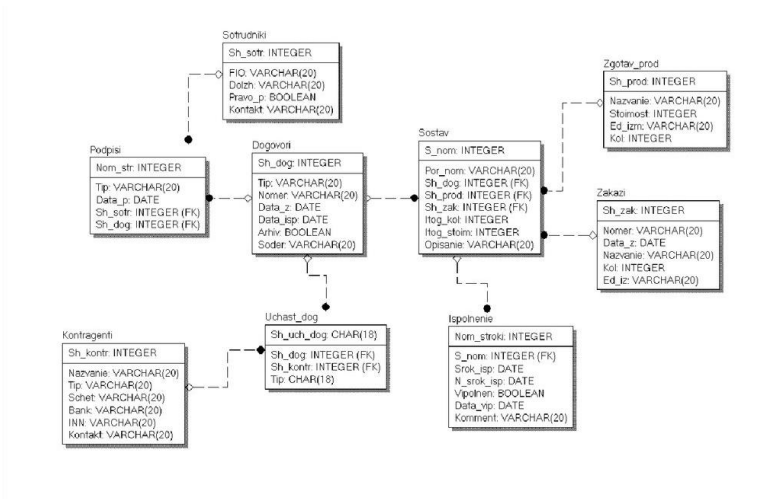 Sotrudniki
Sh_sotr: INTEGER
FIO: VARCHAR(20)
Dolzh: VARCHAR(20)
Pravo_p: BOOLEAN
Kontakt: VARCHAR(20)
Zgotav_prod
Sh_prod: INTEGER
Nazvanie: VARCHAR(20)
Stoimost: INTEGER
Ed_izm: VARCHAR(20)
Kol: INTEGER
Podpisi
Nom_str: INTEGER
Tip: VARCHAR(20)
Data_p: DATE
Sh_sotr: INTEGER (FK)
Sh_dog: INTEGER (FK)
Dogovori
Sh_dog: INTEGER
Tip: VARCHAR(20)
Nomer: VARCHAR(20)
Data_z: DATE
Data_isp: DATE
Arhiv: BOOLEAN
Soder: VARCHAR(20)
Sostav
S_nom: INTEGER
Por_nom: VARCHAR(20)
Sh_dog: INTEGER (FK)
Sh_prod: INTEGER (FK)
Sh_zak: INTEGER (FK)
Itog_kol: INTEGER
Itog_stoim: INTEGER
Opisanie: VARCHAR(20)
Zakazi
Sh_zak: INTEGER
Nomer: VARCHAR(20)
Data_z: DATE
Nazvanie: VARCHAR(20)
Kol: INTEGER
Ed_iz: VARCHAR(20)
Kontragenti
Sh_kontr: INTEGER
Nazvanie: VARCHAR(20)
Tip: VARCHAR(20)
Schet: VARCHAR(20)
Bank: VARCHAR(20)
INN: VARCHAR(20)
Kontakt: VARCHAR(20)
Uchast_dog
Sh_uch_dog: CHAR(18)
Sh_dog: INTEGER (FK)
Sh_kontr: INTEGER (FK)
Tip: CHAR(18)
Ispolnenie
Nom_stroki: INTEGER
S_nom: INTEGER (FK)
Srok_isp: DATE
N_srok_isp: DATE
Vipolnen: BOOLEAN
Data_vip: DATE
Komment: VARCHAR(20)